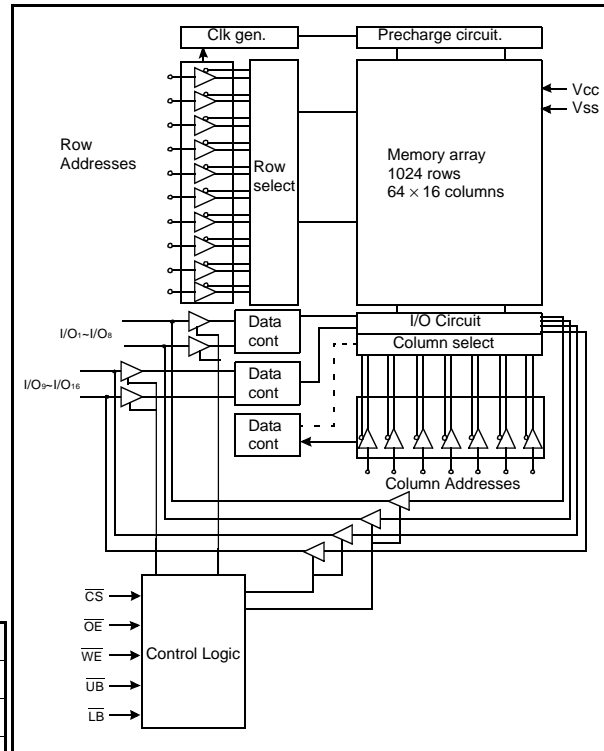 Clk gen.
Precharge circuit.
Vcc
Vss
Row
Addresses
Row
select
Memory array
1024 rows
64 × 16 columns
I/O₁~I/O₈
Data
cont
I/O Circuit
Column select
I/O₉~I/O₁₆
Data
cont
Data
cont
Column Addresses
CS
OE
WE
UB
LB
Control Logic